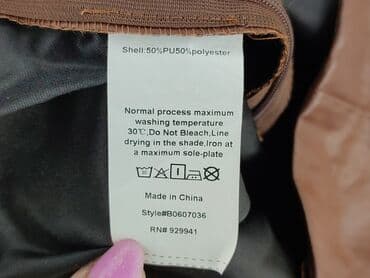 Shell:50%PU50%polyester
Normal process maximum
washing temperature
30℃,Do Not Bleach,Line
drying in the shade,Iron at
a maximum sole-plate
Made in China
Style#B0607036
RN# 929941